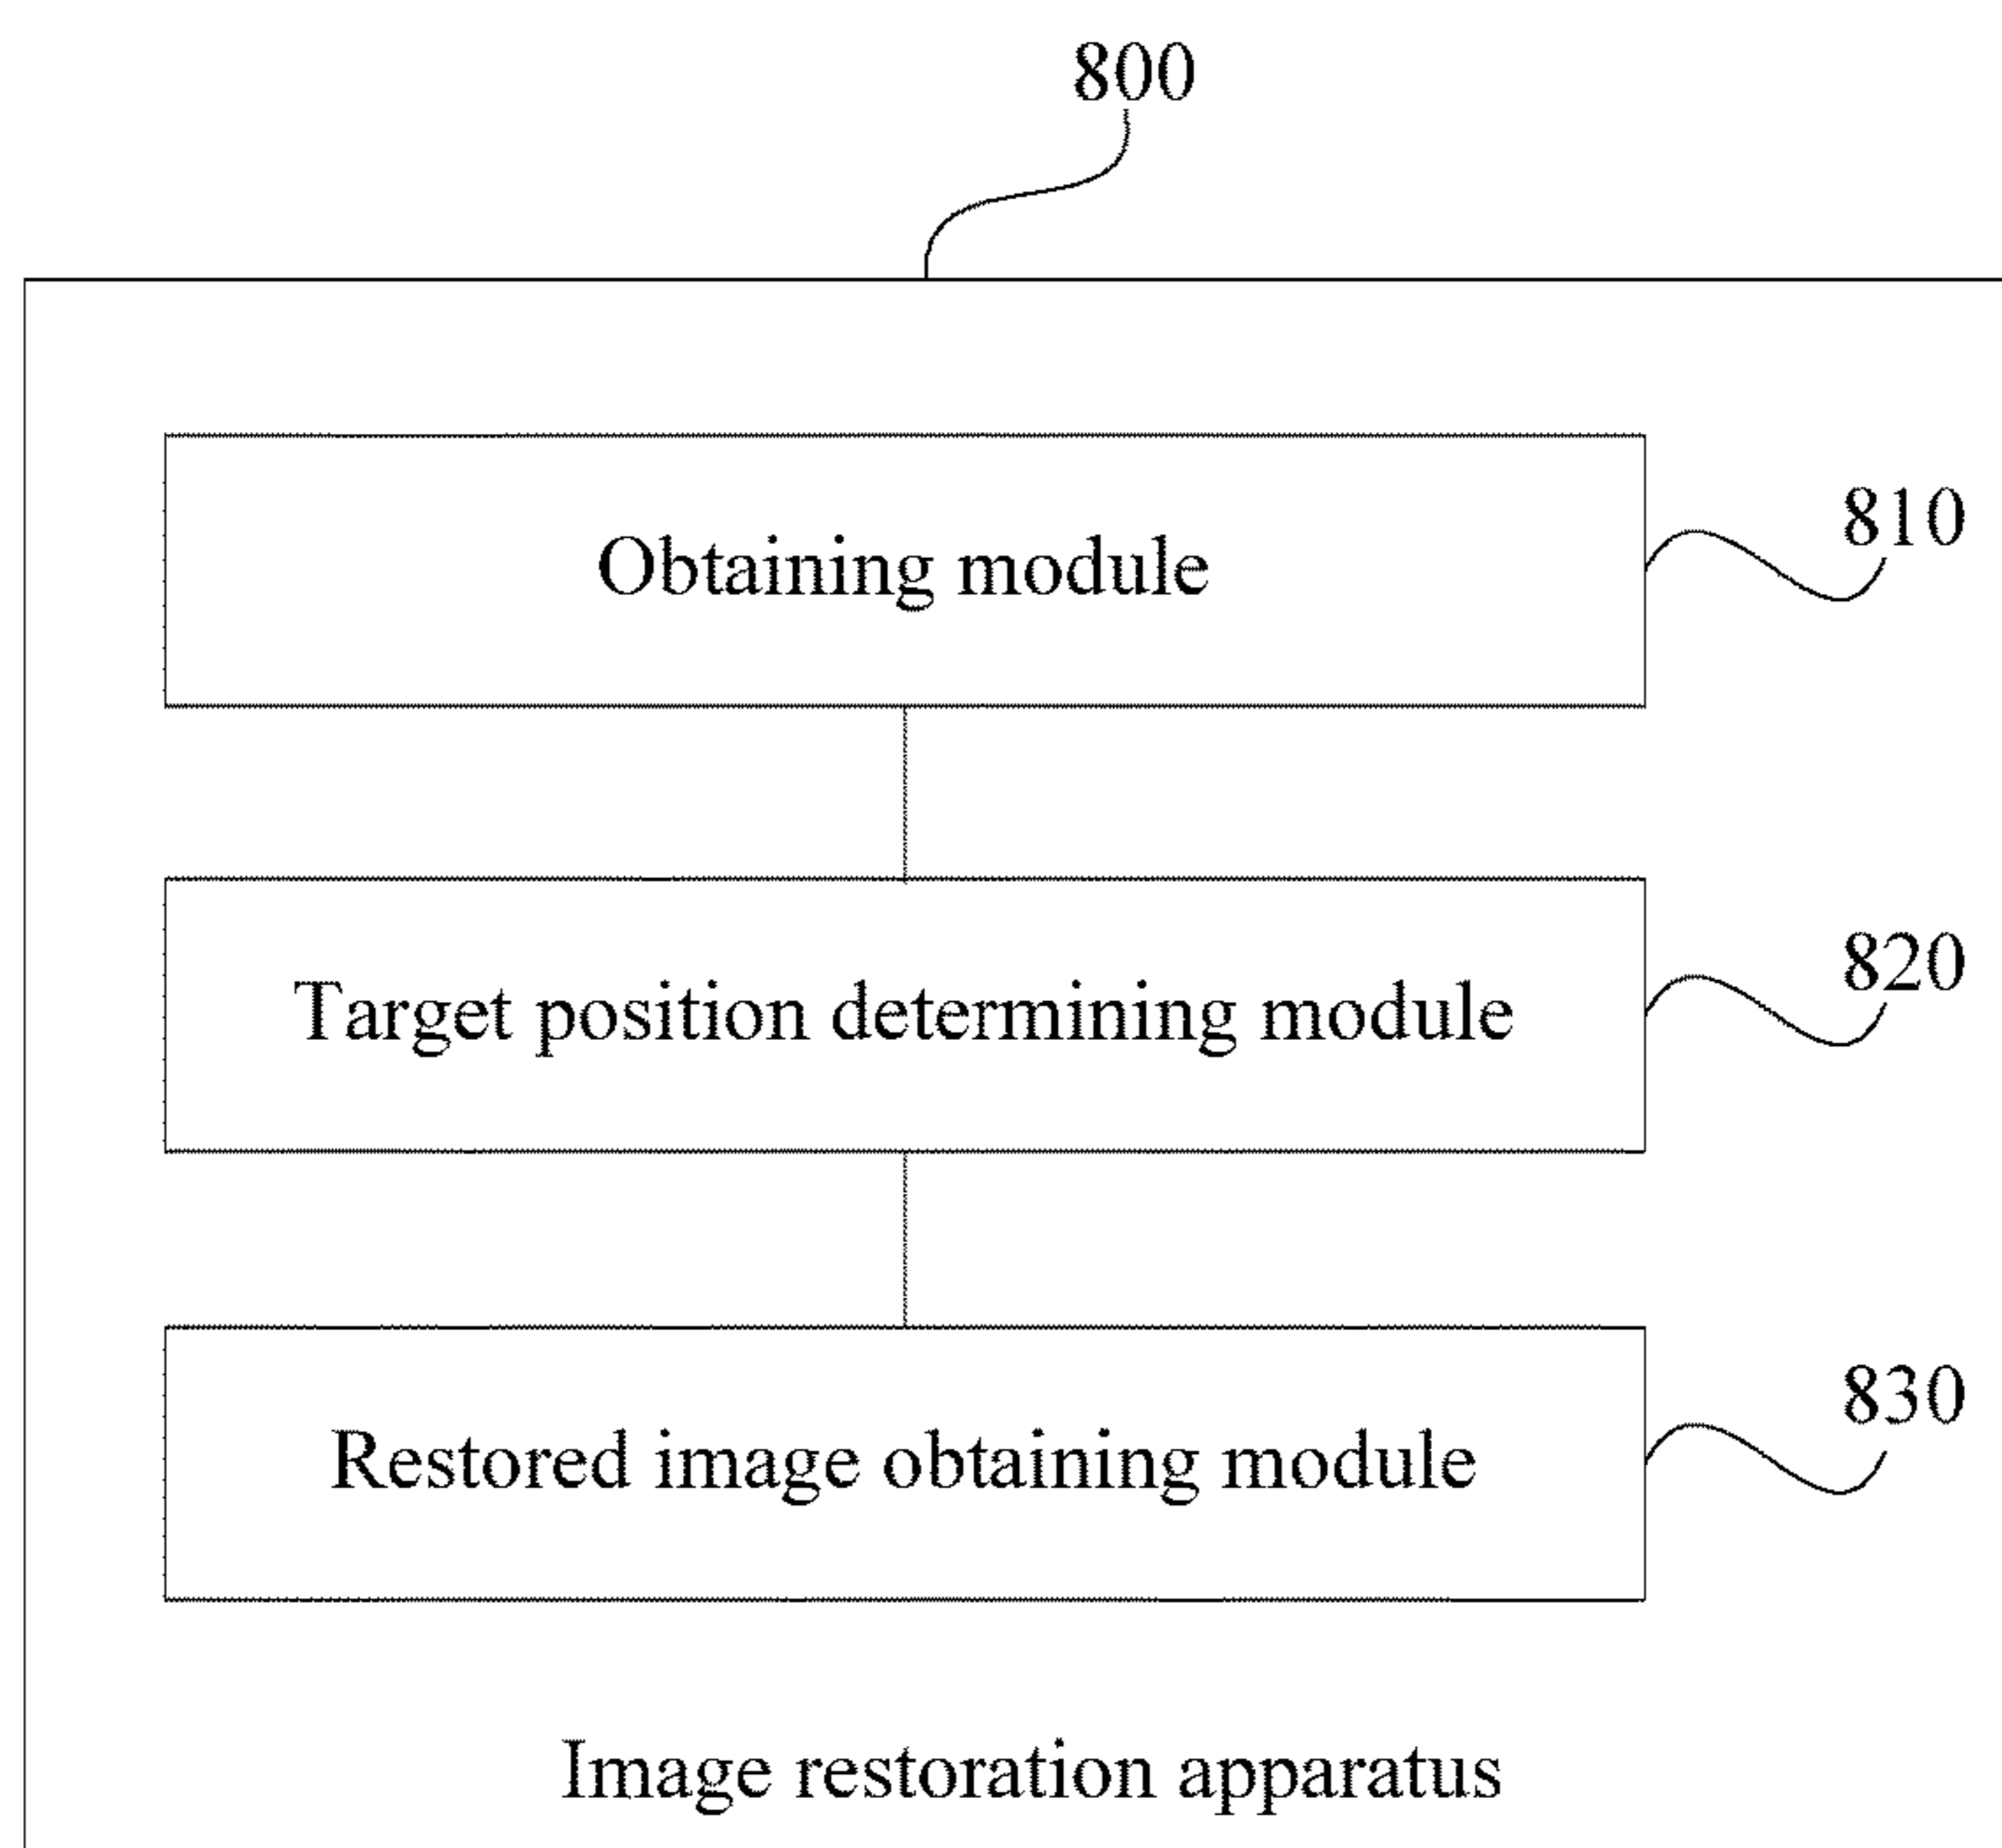 800
Obtaining module
810
Target position determining module
820
Restored image obtaining module
830
Image restoration apparatus